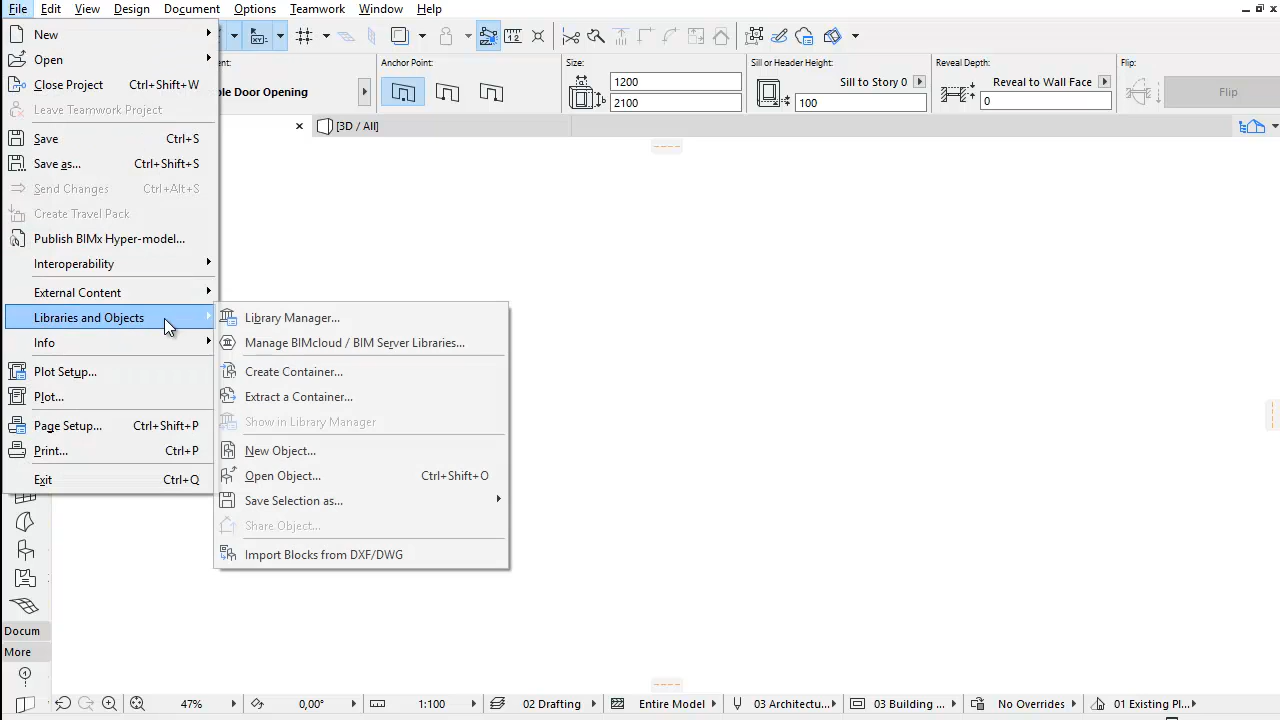 File Edit View Design Document Options Teamwork Window Help
New
Open
Close Project Ctrl+Shift+W
Leave Teamwork Project
Save Ctrl+S
Save as... Ctrl+Shift+S
Send Changes Ctrl+Alt+S
Create Travel Pack
Publish BIMx Hyper-model...
Interoperability
External Content
Libraries and Objects
Info
Plot Setup...
Plot...
Page Setup... Ctrl+Shift+P
Print... Ctrl+P
Exit Ctrl+Q
Library Manager...
Manage BIMcloud / BIM Server Libraries...
Create Container...
Extract a Container...
Show in Library Manager
New Object...
Open Object... Ctrl+Shift+O
Save Selection as...
Share Object...
Import Blocks from DXF/DWG
ent: Anchor Point: Size: Sill or Header Height: Reveal Depth: Flip:
1200 Sill to Story 0 Reveal to Wall Face
ple Door Opening Flip
2100 100 0
[3D / All]
Docum
More
47% 0,00° 1:100 02 Drafting Entire Model 03 Architectu... 03 Building ... No Overrides 01 Existing Pl...